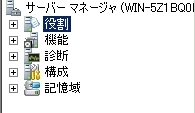 サーバー マネージャ (WIN-5Z1BQ0I
役割
機能
診断
構成
記憶域